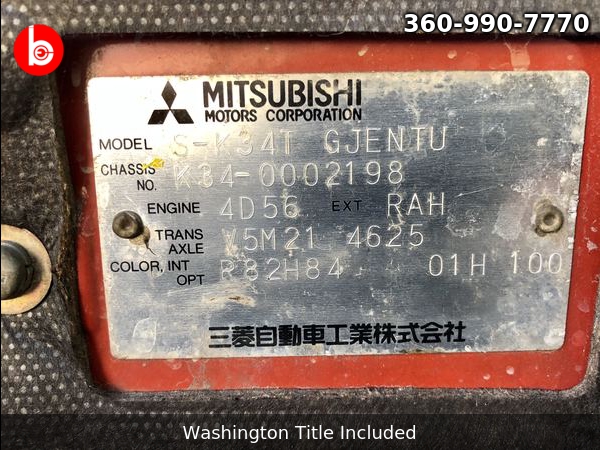 360-990-7770
b
MITSUBISHI
MOTORS CORPORATION
MODEL S-K34T GJENTU
CHASSIS NO. K34-0002198
ENGINE 4D56 EXT RAH
TRANS AXLE V5M21 4625
COLOR, INT OPT R82H84 01H 100
三菱自動車工業株式会社
Washington Title Included